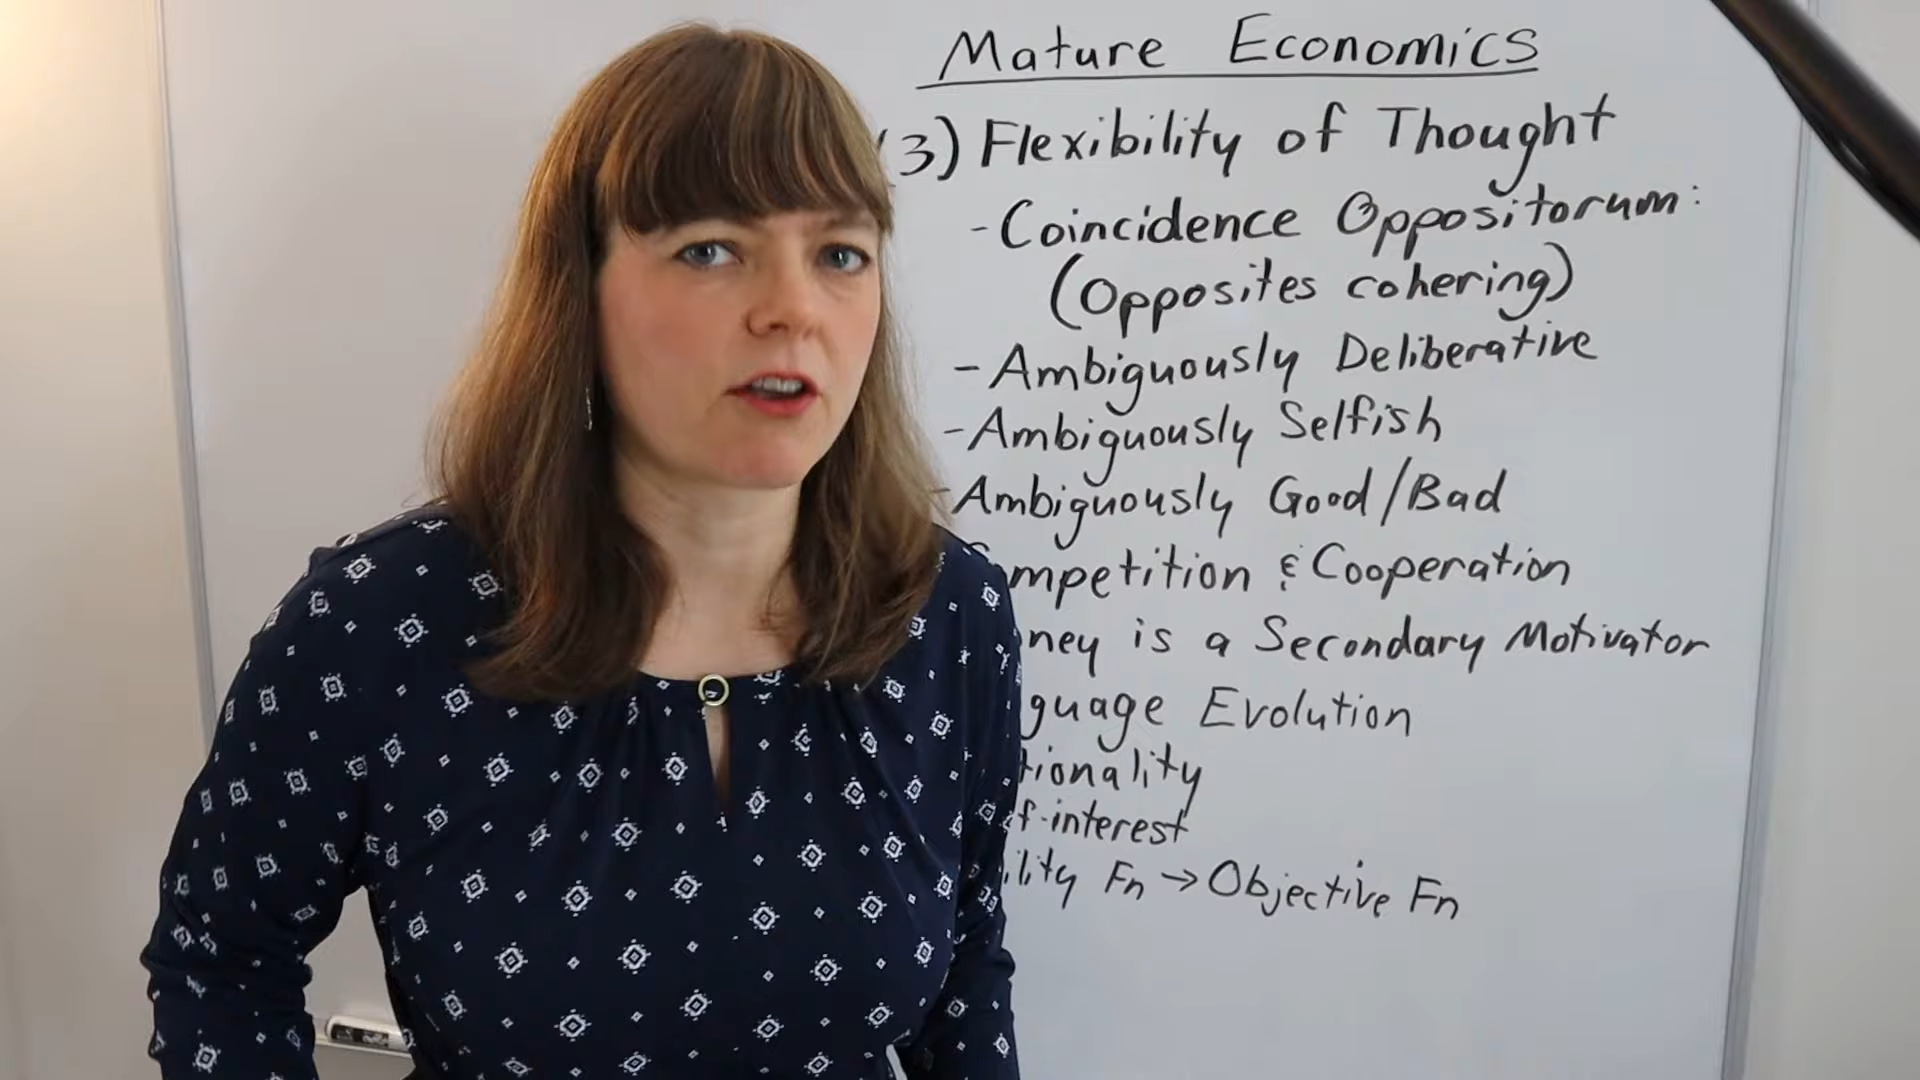 Mature Economics
(3) Flexibility of Thought
- Coincidence Oppositorum:
(Opposites cohering)
- Ambiguously Deliberative
- Ambiguously Selfish
- Ambiguously Good/Bad
mpetition & Cooperation
ney is a Secondary Motivator
guage Evolution
tionality
f-interest
ility Fn → Objective Fn